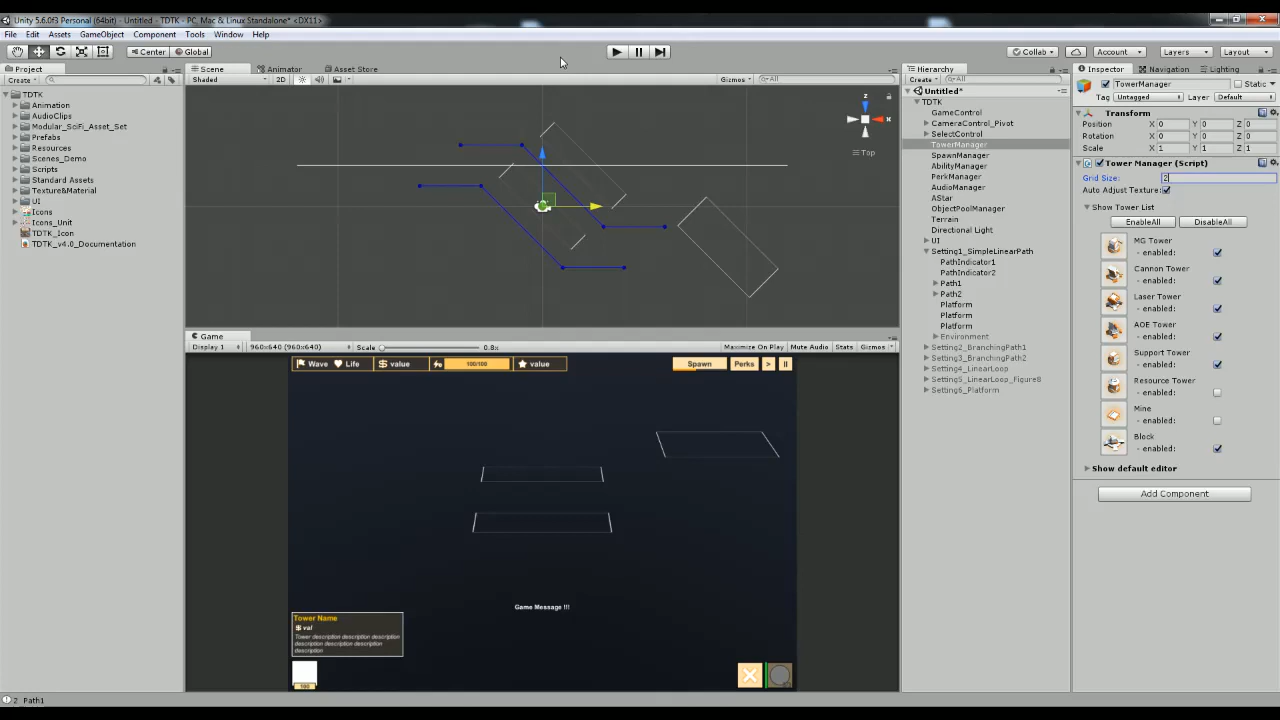 Unity 5.6.0f3 Personal (64bit) - Untitled - TDTK - PC, Mac & Linux Standalone* <DX11>
File Edit Assets GameObject Component Tools Window Help
Center Global Collab Account Layers Layout
Project
Create
TDTK
Animation
AudioClips
Modular_SciFi_Asset_Set
Prefabs
Resources
Scenes_Demo
Scripts
Standard Assets
Texture&Material
UI
Icons
Icons_Unit
TDTK_Icon
TDTK_v4.0_Documentation
Scene Animator Asset Store
Shaded 2D Gizmos All
z
x
Top
Game
Display 1 960x640 (960x640) Scale 0.8x Maximize On Play Mute Audio Stats Gizmos
Wave Life value 100/100 value Spawn Perks > II
Game Message !!!
Tower Name
$ val
Tower description description description description description description description
100
Hierarchy
Create All
Untitled*
TDTK
GameControl
CameraControl_Pivot
SelectControl
TowerManager
SpawnManager
AbilityManager
PerkManager
AudioManager
AStar
ObjectPoolManager
Terrain
Directional Light
UI
Setting1_SimpleLinearPath
PathIndicator1
PathIndicator2
Path1
Path2
Platform
Platform
Platform
Environment
Setting2_BranchingPath1
Setting3_BranchingPath2
Setting4_LinearLoop
Setting5_LinearLoop_Figure8
Setting6_Platform
Inspector Navigation Lighting
TowerManager Static
Tag Untagged Layer Default
Transform
Position X 0 Y 0 Z 0
Rotation X 0 Y 0 Z 0
Scale X 1 Y 1 Z 1
Tower Manager (Script)
Grid Size: 2
Auto Adjust Texture:
Show Tower List
EnableAll DisableAll
MG Tower
- enabled:
Cannon Tower
- enabled:
Laser Tower
- enabled:
AOE Tower
- enabled:
Support Tower
- enabled:
Resource Tower
- enabled:
Mine
- enabled:
Block
- enabled:
Show default editor
Add Component
2 Path1